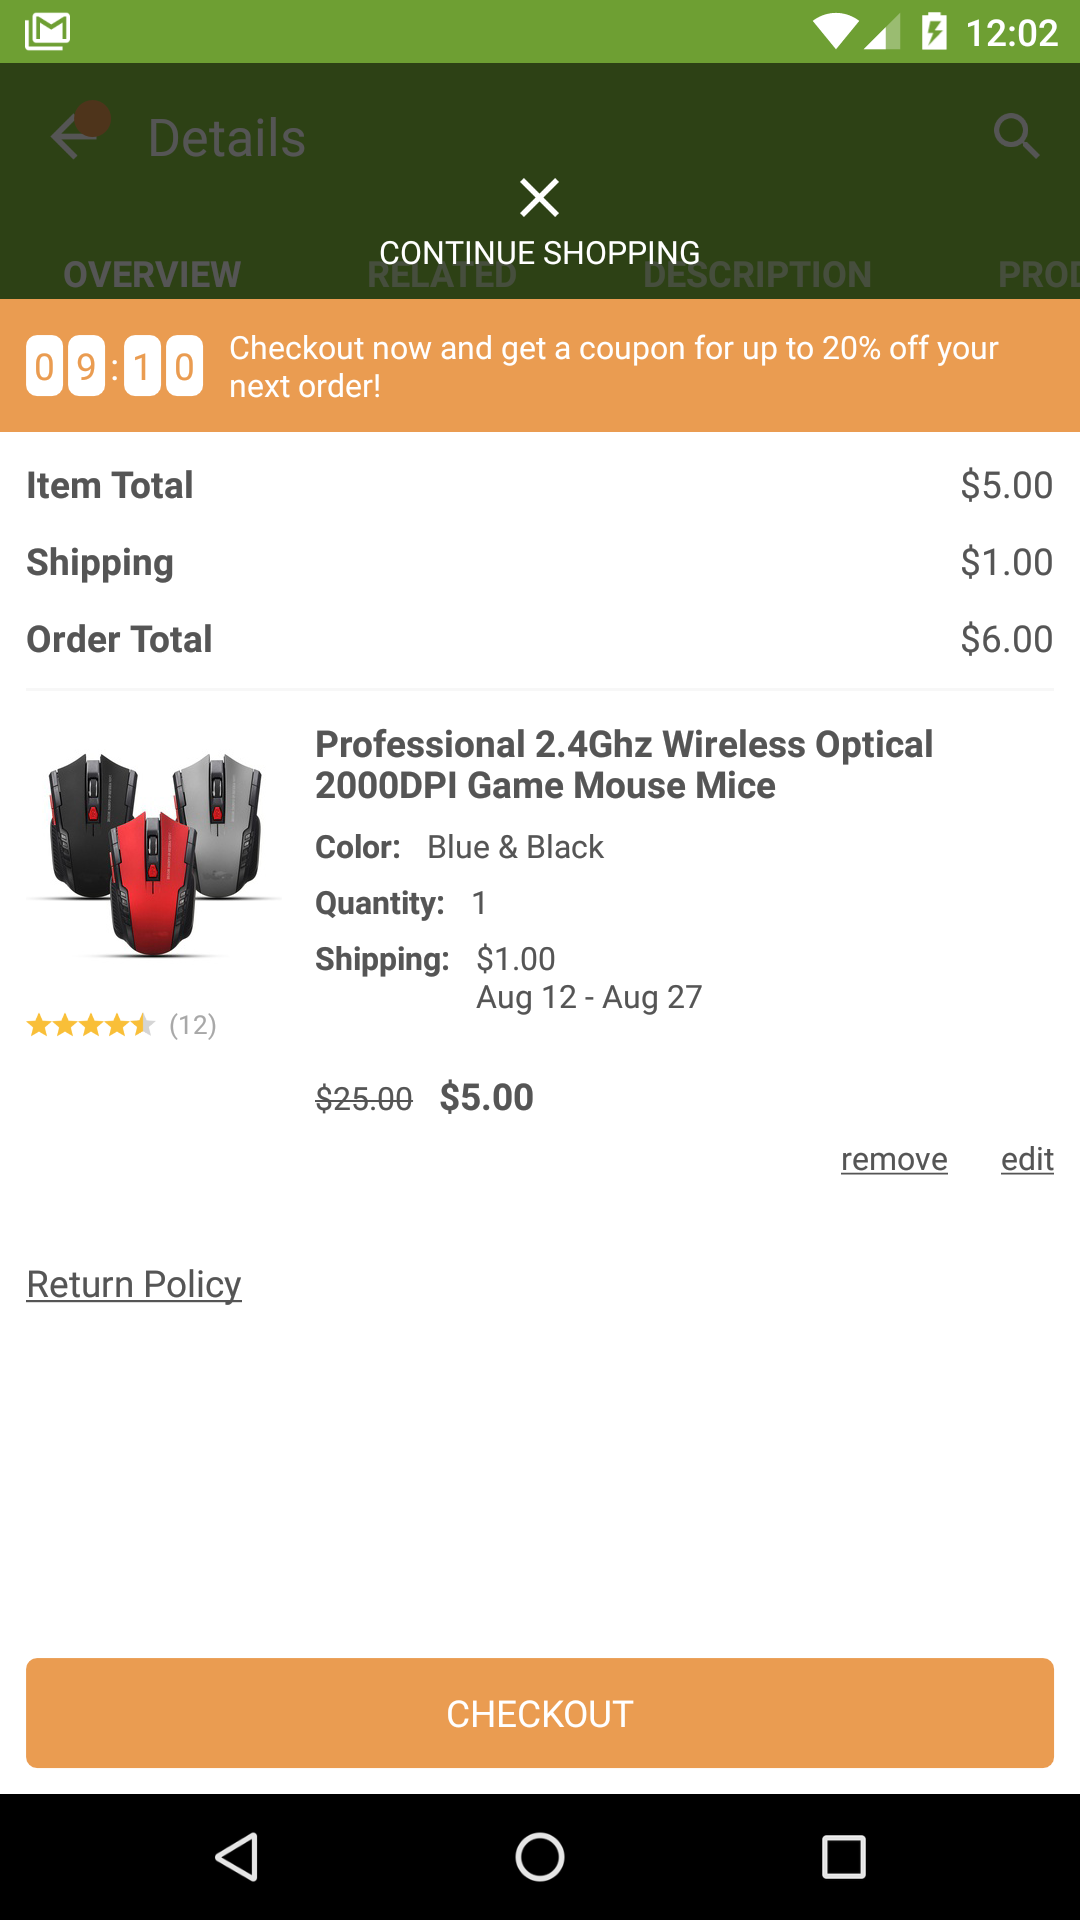 12:02
Details
CONTINUE SHOPPING
OVERVIEW RELATED DESCRIPTION PROD
09:10
Checkout now and get a coupon for up to 20% off your
next order!
Item Total $5.00
Shipping $1.00
Order Total $6.00
Professional 2.4Ghz Wireless Optical
2000DPI Game Mouse Mice
Color: Blue & Black
Quantity: 1
Shipping: $1.00
Aug 12 - Aug 27
(12)
$25.00 $5.00
remove edit
Return Policy
CHECKOUT